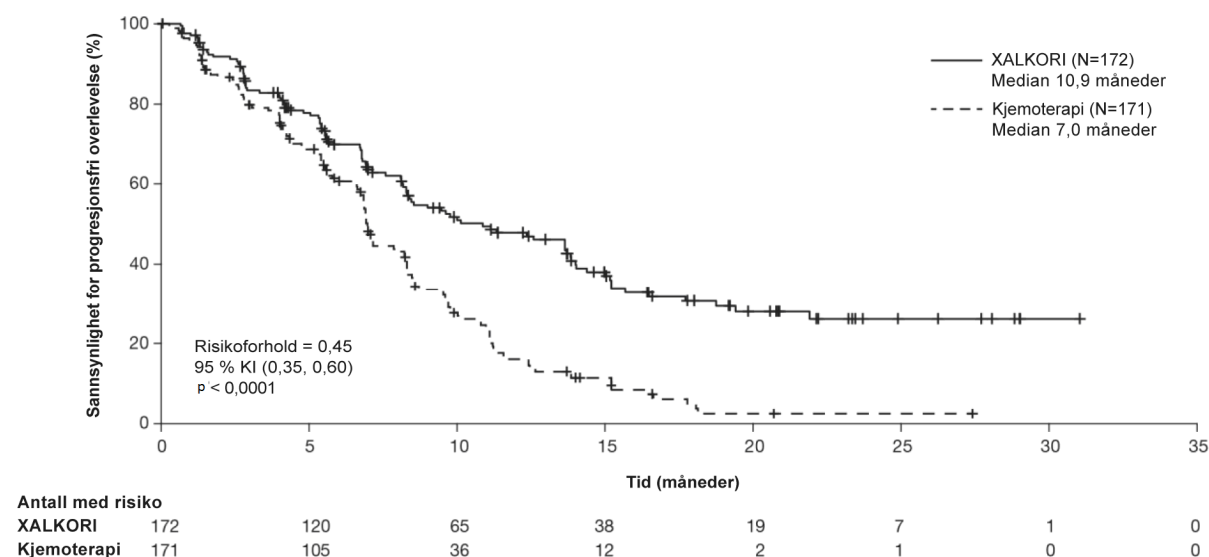 Sannsynlighet for progresjonsfri overlevelse (%)
100
80
60
40
20
0
XALKORI (N=172)
Median 10,9 måneder
Kjemoterapi (N=171)
Median 7,0 måneder
Risikoforhold = 0,45
95 % KI (0,35, 0,60)
p < 0,0001
0 5 10 15 20 25 30 35
Tid (måneder)
Antall med risiko
XALKORI 172 120 65 38 19 7 1 0
Kjemoterapi 171 105 36 12 2 1 0 0